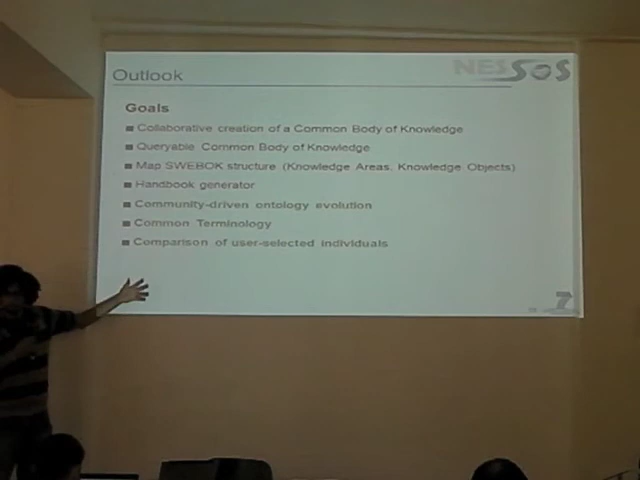 Outlook
NESSOS
Goals
Collaborative creation of a Common Body of Knowledge
Queryable Common Body of Knowledge
Map SWEBOK structure (Knowledge Areas, Knowledge Objects)
Handbook generator
Community-driven ontology evolution
Common Terminology
Comparison of user-selected individuals